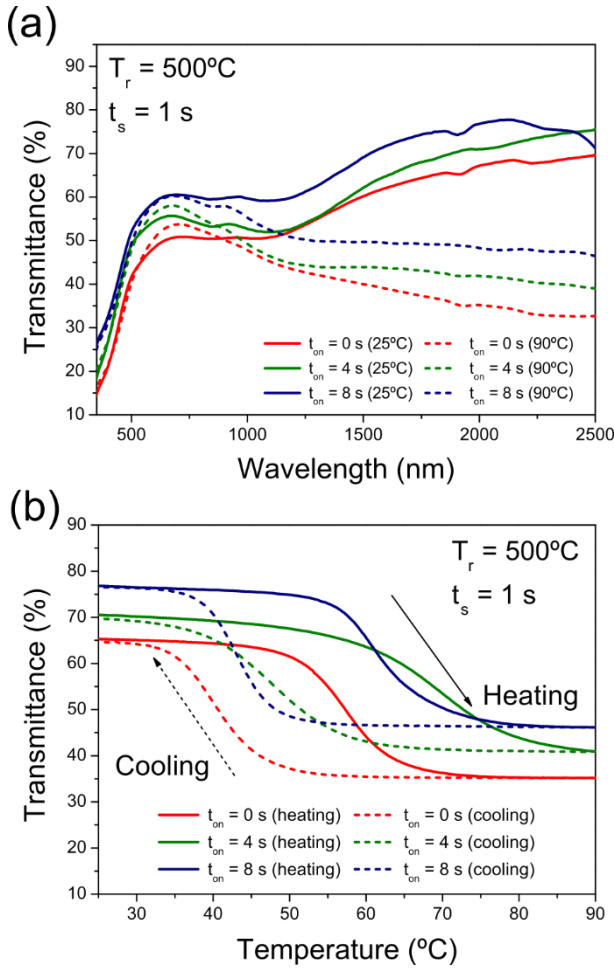 (a)
T_r = 500ºC
t_s = 1 s
90
80
70
60
50
40
30
20
10
Transmittance (%)
t_on = 0 s (25ºC) t_on = 0 s (90ºC)
t_on = 4 s (25ºC) t_on = 4 s (90ºC)
t_on = 8 s (25ºC) t_on = 8 s (90ºC)
500 1000 1500 2000 2500
Wavelength (nm)
(b)
T_r = 500ºC
t_s = 1 s
90
80
70
60
50
40
30
20
10
Transmittance (%)
Heating
Cooling
t_on = 0 s (heating) t_on = 0 s (cooling)
t_on = 4 s (heating) t_on = 4 s (cooling)
t_on = 8 s (heating) t_on = 8 s (cooling)
30 40 50 60 70 80 90
Temperature (ºC)